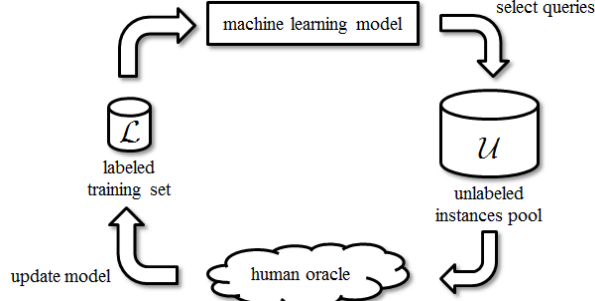 select queries
machine learning model
ℒ
𝒰
labeled
training set
unlabeled
instances pool
update model
human oracle